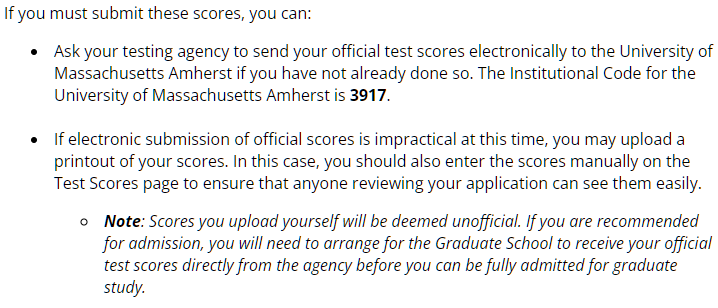 If you must submit these scores, you can:
• Ask your testing agency to send your official test scores electronically to the University of
Massachusetts Amherst if you have not already done so. The Institutional Code for the
University of Massachusetts Amherst is 3917.
• If electronic submission of official scores is impractical at this time, you may upload a
printout of your scores. In this case, you should also enter the scores manually on the
Test Scores page to ensure that anyone reviewing your application can see them easily.
○ Note: Scores you upload yourself will be deemed unofficial. If you are recommended
for admission, you will need to arrange for the Graduate School to receive your official
test scores directly from the agency before you can be fully admitted for graduate
study.